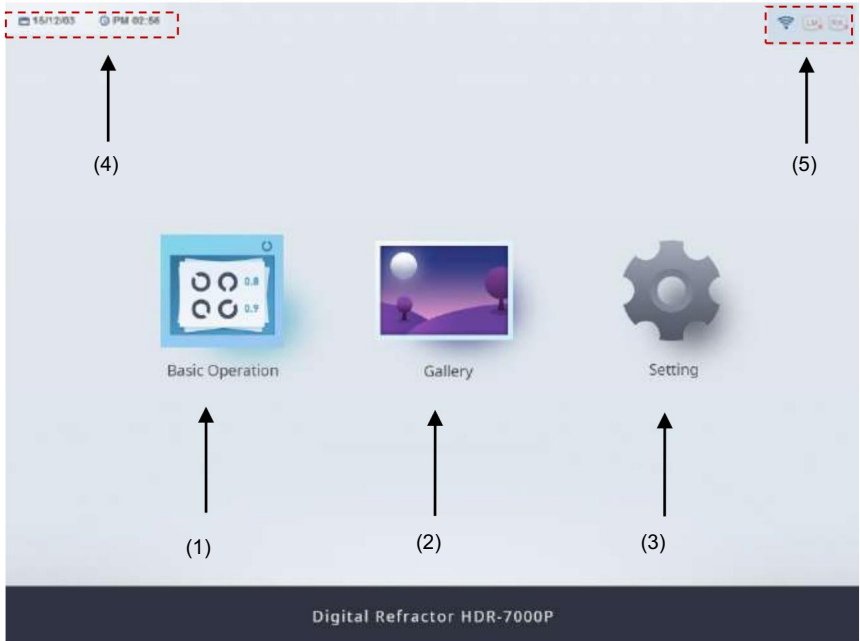 15/12/03 PM 02:56
(4) (5)
0.8
0.9
Basic Operation Gallery Setting
(1) (2) (3)
Digital Refractor HDR-7000P